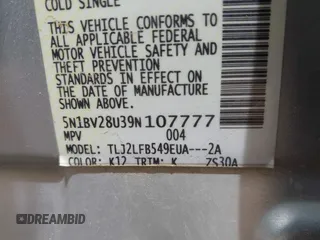 COLD SINGLE
THIS VEHICLE CONFORMS TO
ALL APPLICABLE FEDERAL
MOTOR VEHICLE SAFETY AND
THEFT PREVENTION
STANDARDS IN EFFECT ON
THE DATE OF MANUFACTURE
SHOWN ABOVE.
5N1BV28U39N107777
MPV 004
MODEL: TLJ2LFB549EUA---2A
COLOR: K12 TRIM: K
ZS30A
DREAMBID.COM